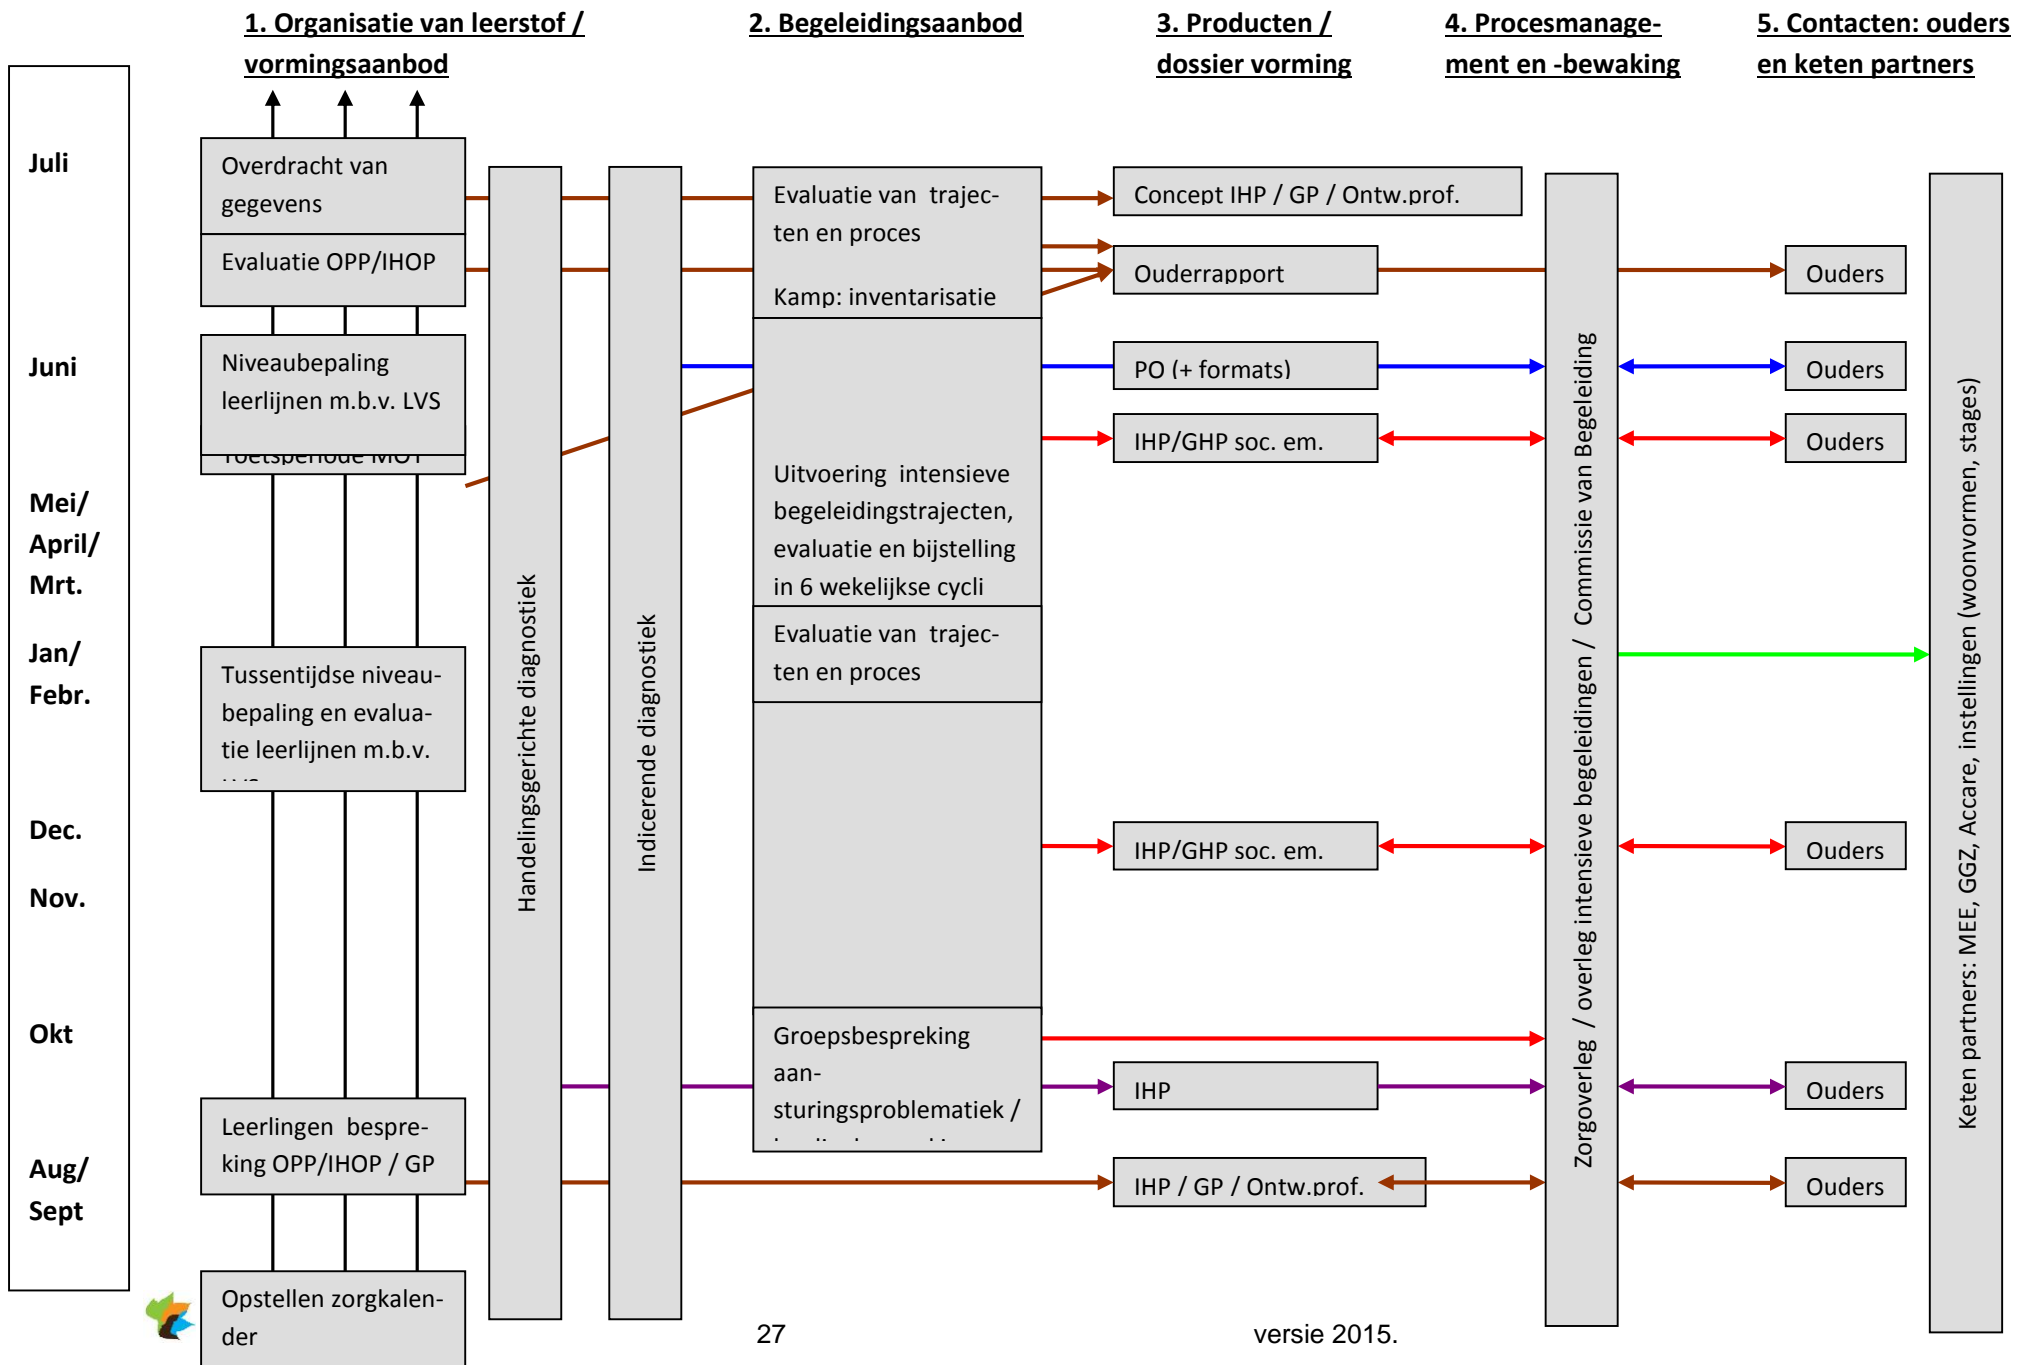 1. Organisatie van leerstof /
vormingsaanbod
2. Begeleidingsaanbod
3. Producten /
dossier vorming
4. Procesmanage-
ment en -bewaking
5. Contacten: ouders
en keten partners
Juli
Juni
Mei/
April/
Mrt.
Jan/
Febr.
Dec.
Nov.
Okt
Aug/
Sept
Overdracht van
gegevens
Evaluatie OPP/IHOP
Niveaubepaling
leerlijnen m.b.v. LVS
Toetsperiode MOT
Tussentijdse niveau-
bepaling en evalua-
tie leerlijnen m.b.v.
LVS
Leerlingen bespre-
king OPP/IHOP / GP
Opstellen zorgkalen-
der
Handelingsgerichte diagnostiek
Indicerende diagnostiek
Evaluatie van trajec-
ten en proces
Kamp: inventarisatie
Uitvoering intensieve
begeleidingstrajecten,
evaluatie en bijstelling
in 6 wekelijkse cycli
Evaluatie van trajec-
ten en proces
Groepsbespreking
aan-
sturingsproblematiek /
Concept IHP / GP / Ontw.prof.
Ouderrapport
PO (+ formats)
IHP/GHP soc. em.
IHP/GHP soc. em.
IHP
IHP / GP / Ontw.prof.
Zorgoverleg / overleg intensieve begeleidingen / Commissie van Begeleiding
Ouders
Ouders
Ouders
Ouders
Ouders
Ouders
Keten partners: MEE, GGZ, Accare, instellingen (woonvormen, stages)
27
versie 2015.